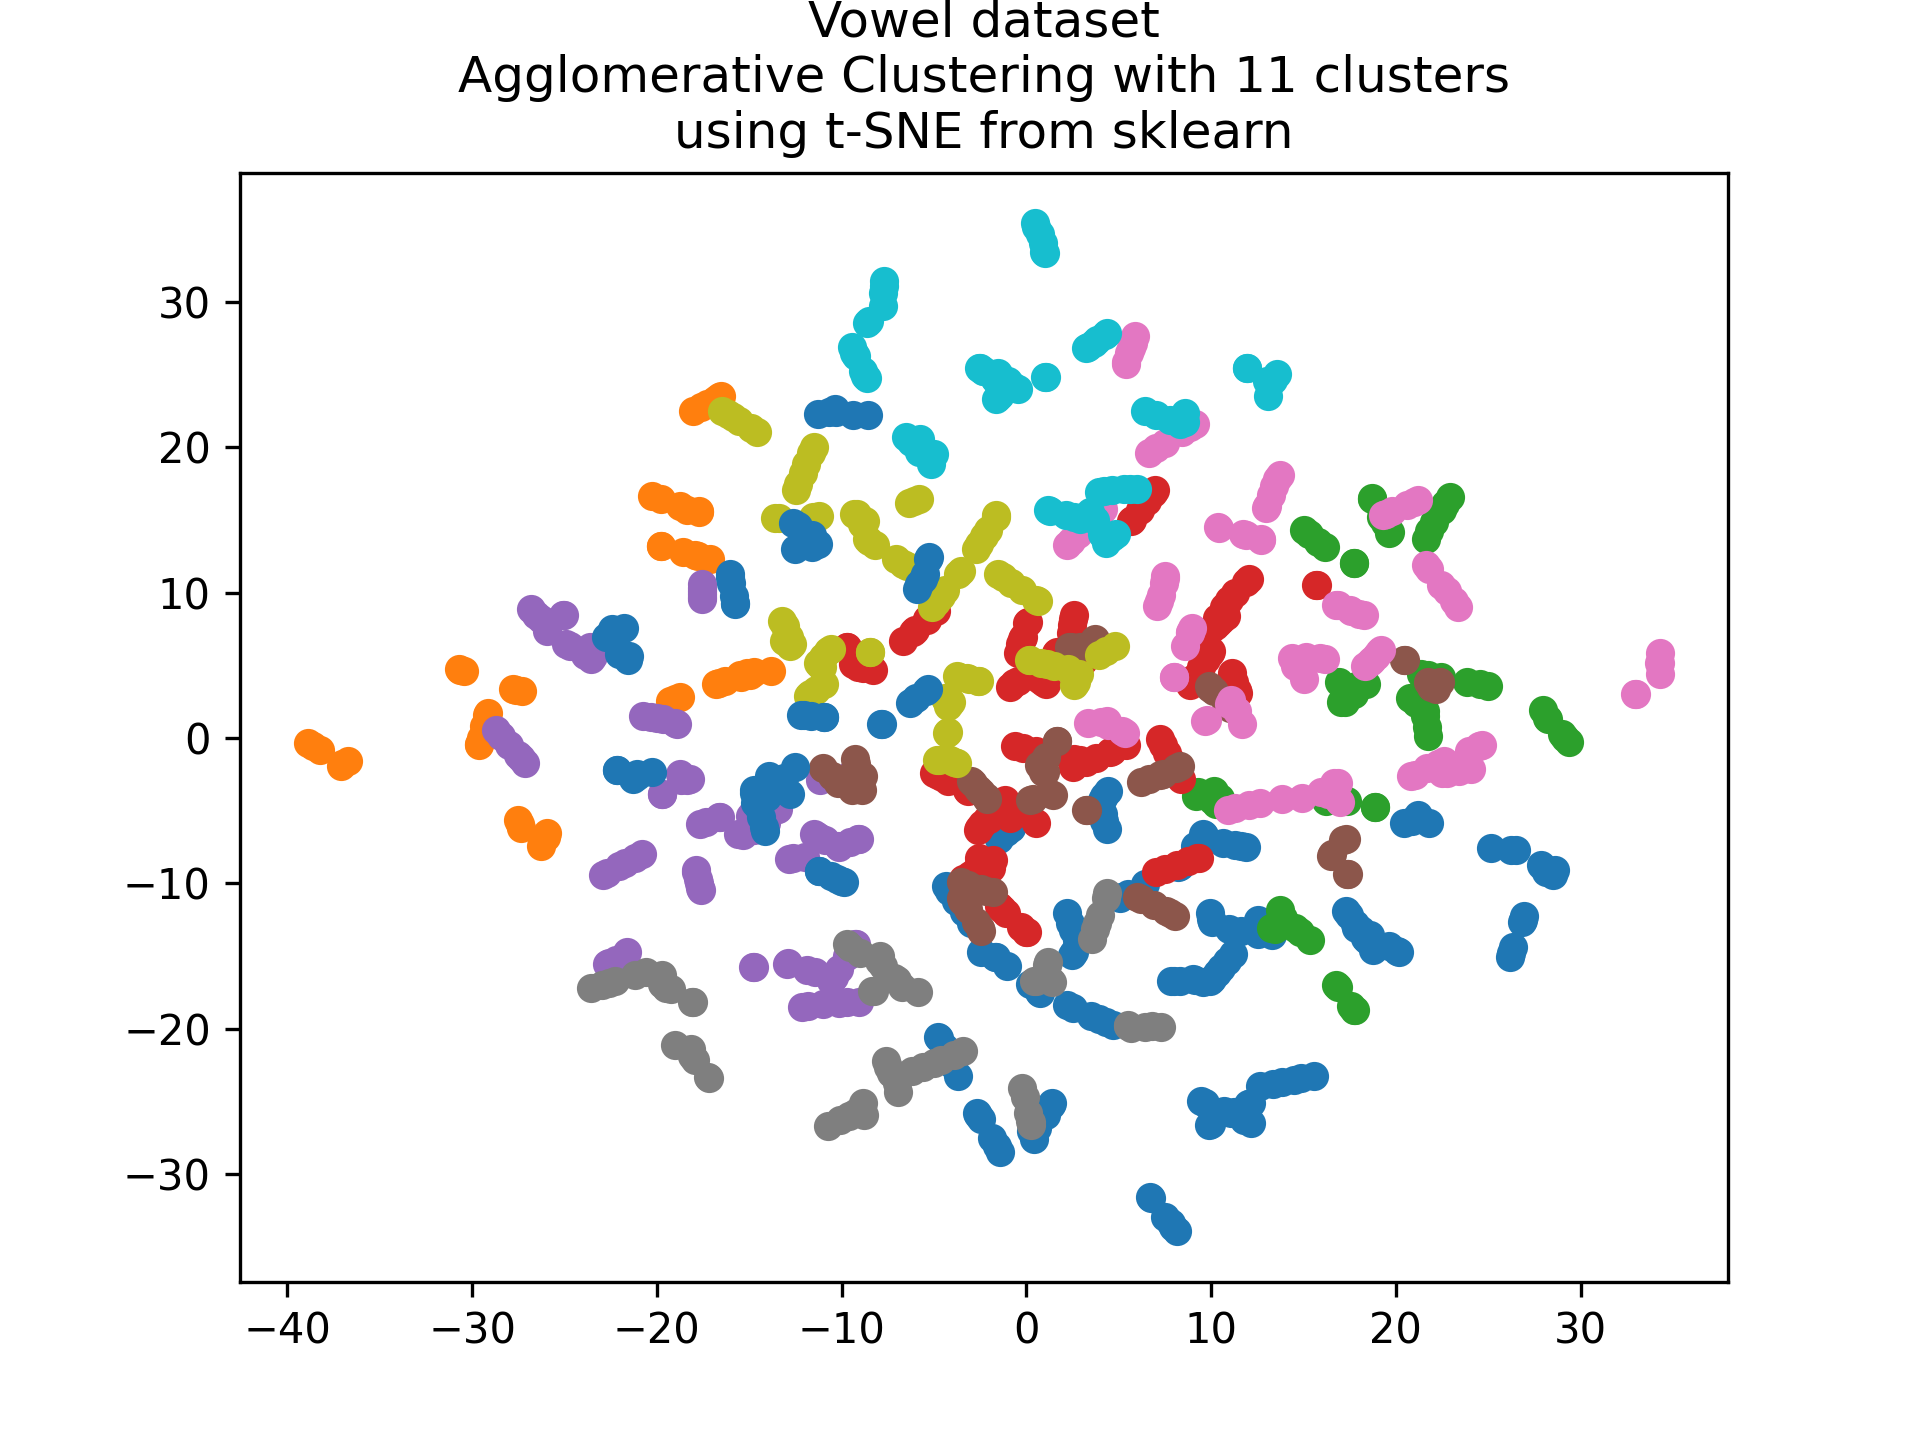 Vowel dataset
Agglomerative Clustering with 11 clusters
using t-SNE from sklearn
30
20
10
0
−10
−20
−30
−40 −30 −20 −10 0 10 20 30